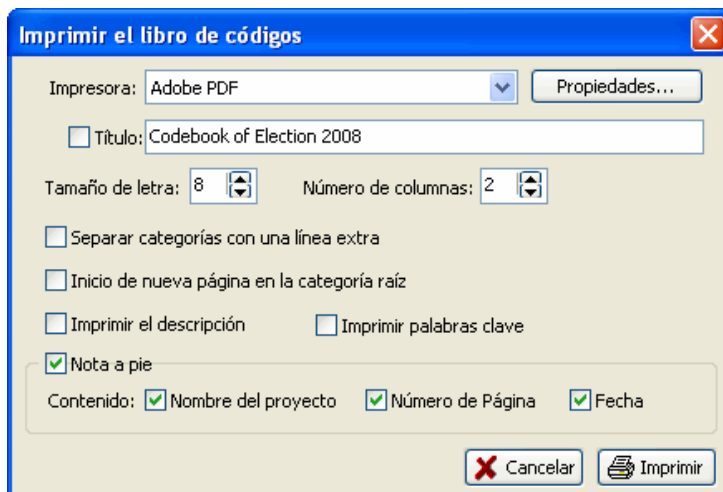 Imprimir el libro de códigos
Impresora: Adobe PDF Propiedades...
Título: Codebook of Election 2008
Tamaño de letra: 8 Número de columnas: 2
Separar categorías con una línea extra
Inicio de nueva página en la categoría raíz
Imprimir el descripción Imprimir palabras clave
Nota a pie
Contenido: Nombre del proyecto Número de Página Fecha
Cancelar Imprimir